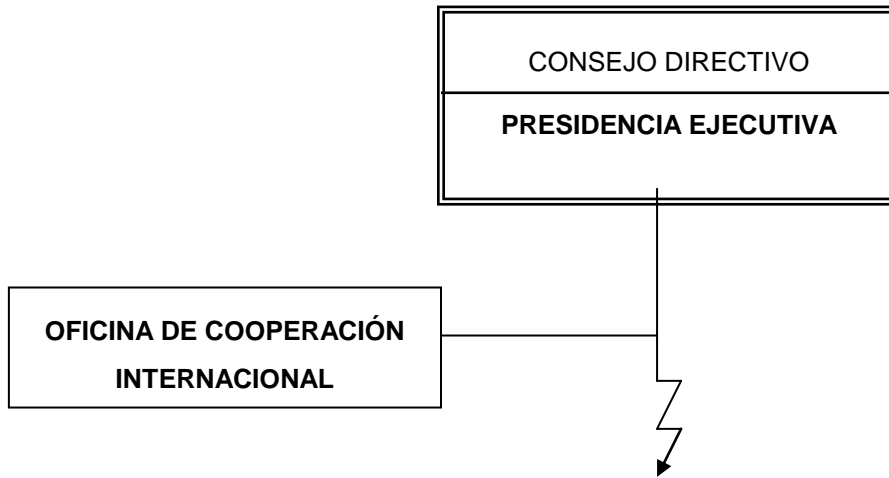 CONSEJO DIRECTIVO
PRESIDENCIA EJECUTIVA
OFICINA DE COOPERACIÓN
INTERNACIONAL